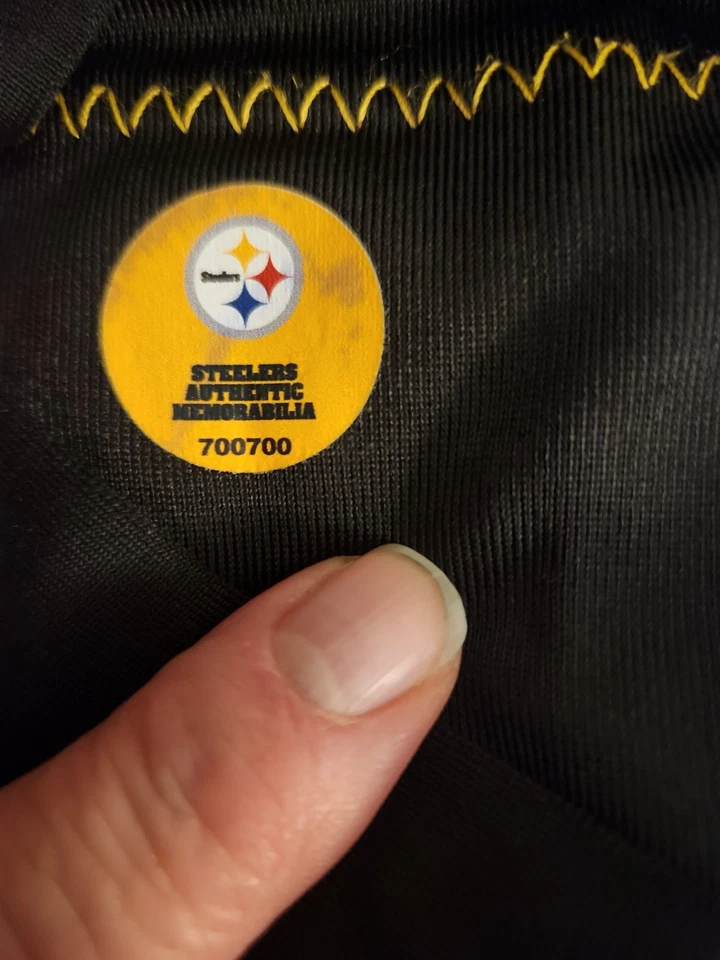 Steelers
STEELERS
AUTHENTIC
MEMORABILIA
700700